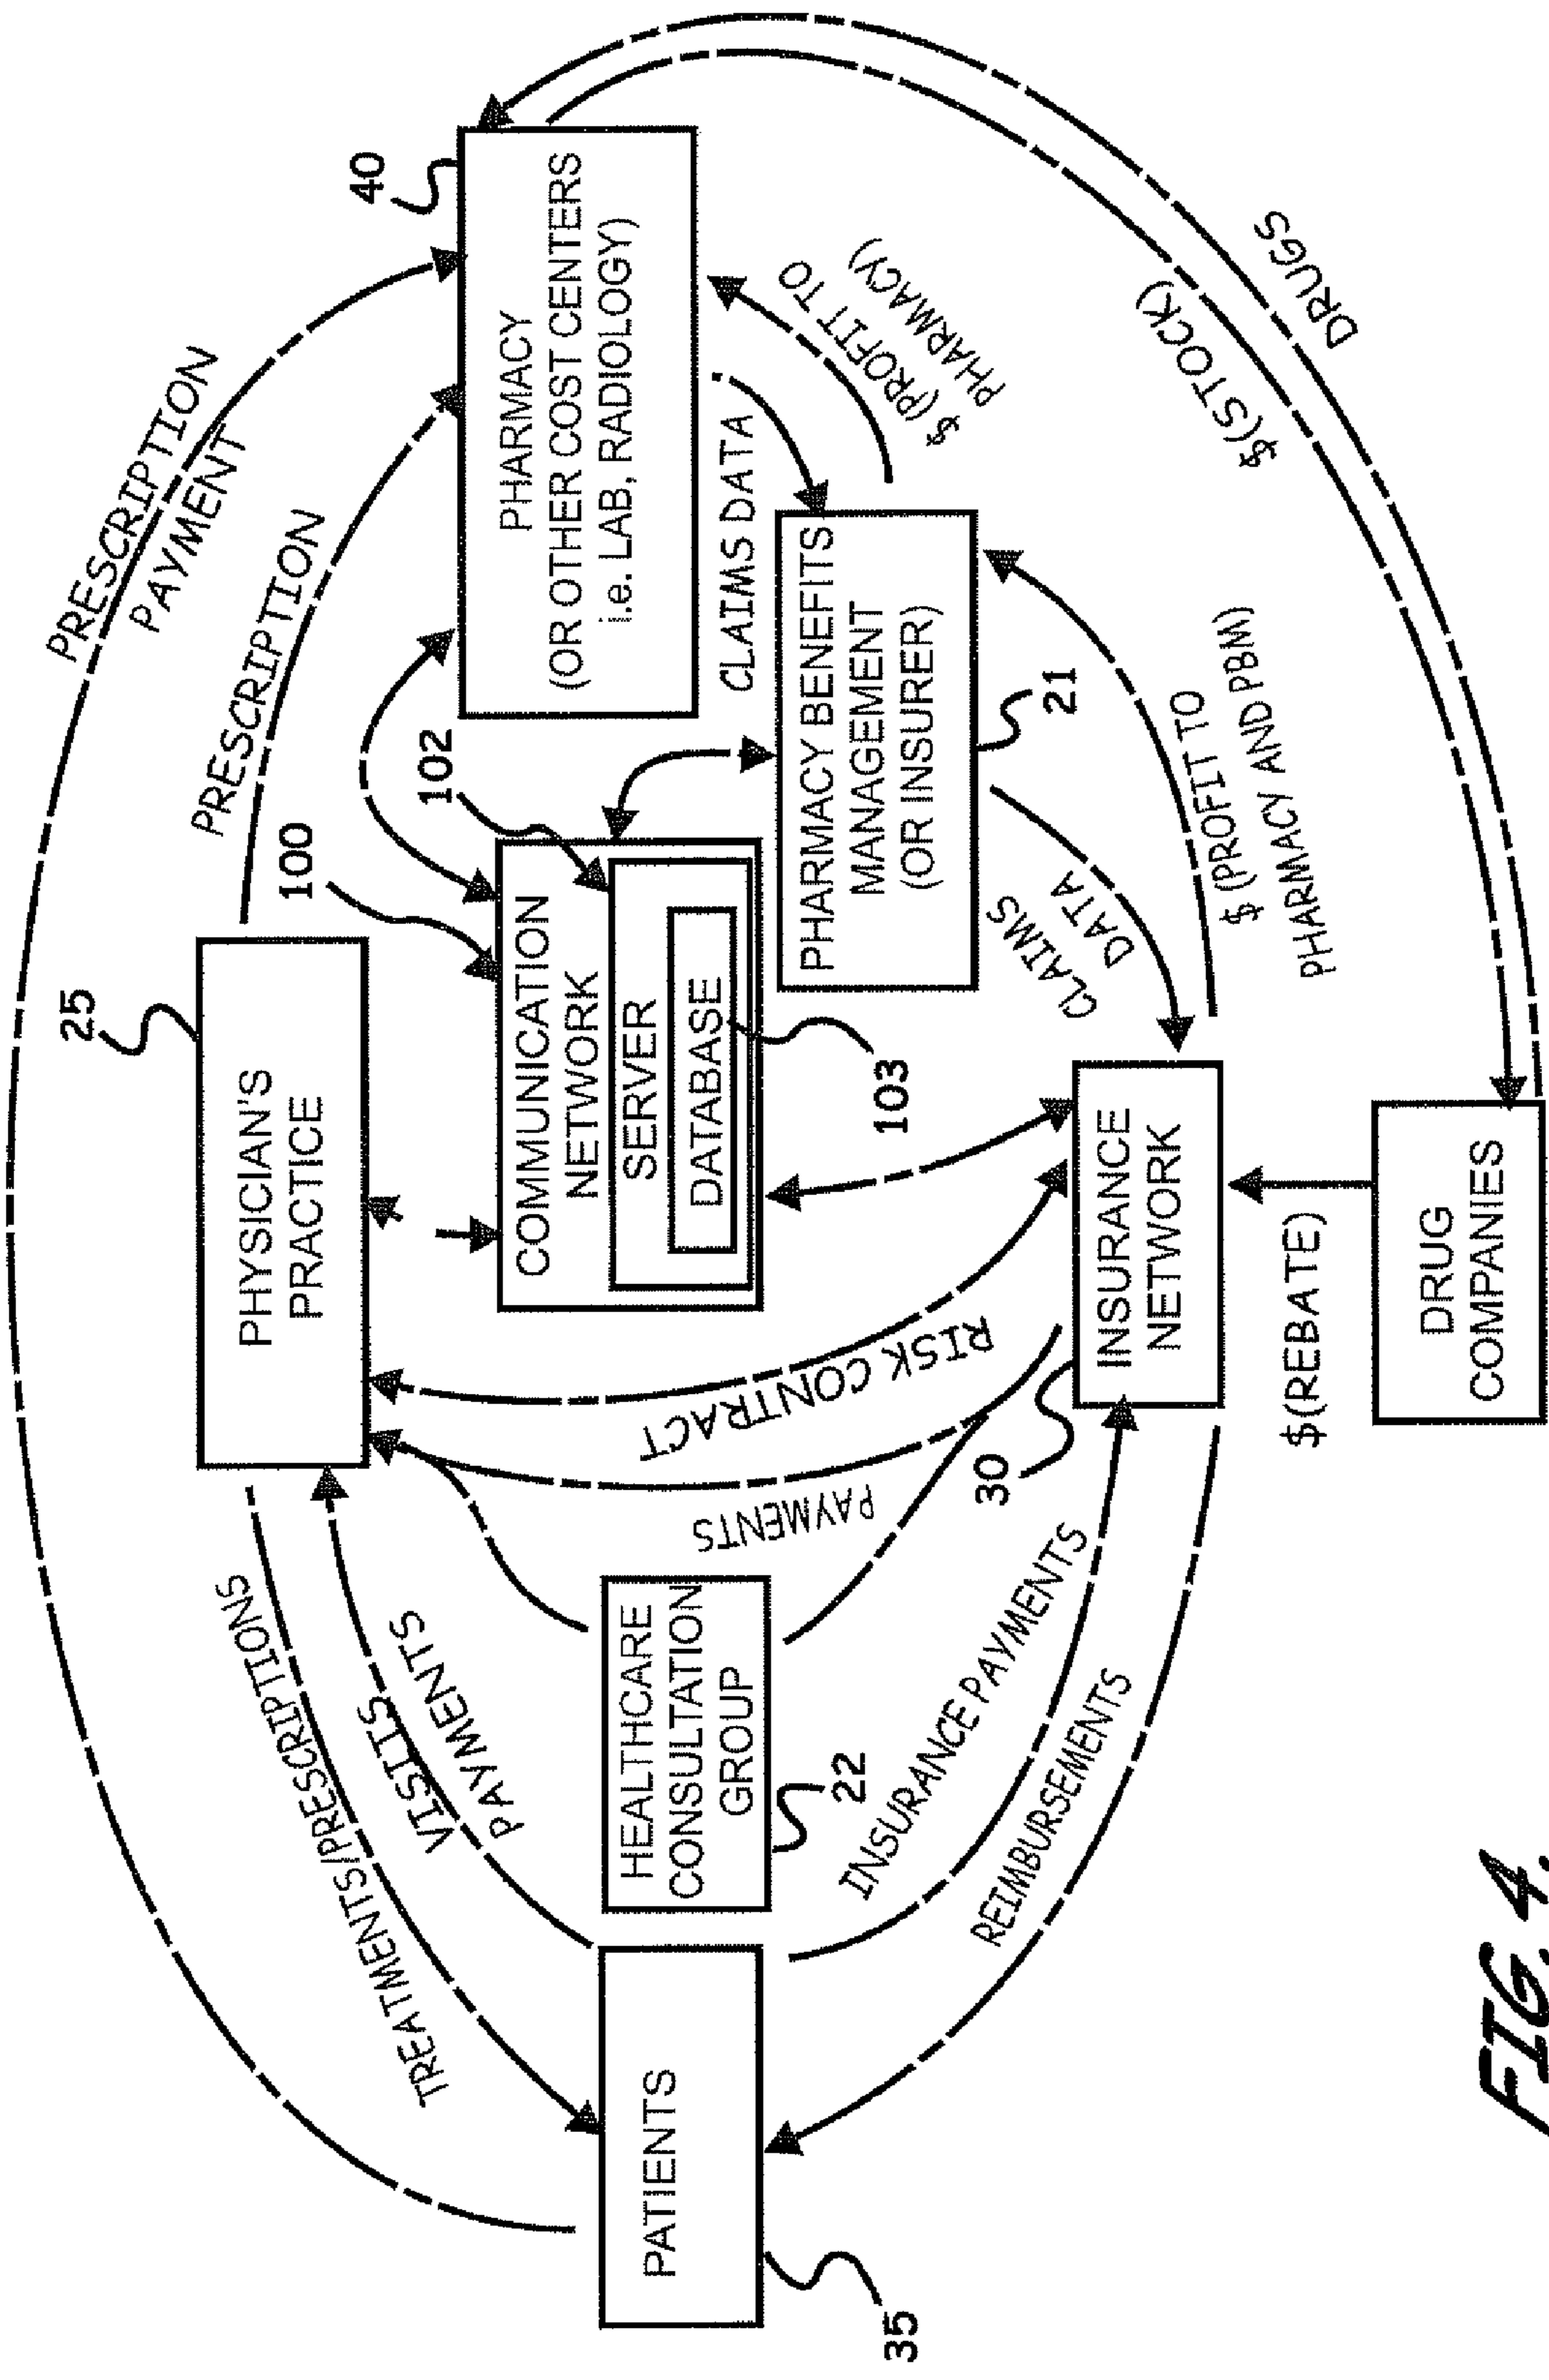 PRESCRIPTION
PAYMENT
PRESCRIPTION
25
PHYSICIAN'S
PRACTICE
TREATMENTS/PRESCRIPTIONS
VISITS
PAYMENTS
100
102
40
PHARMACY
(OR OTHER COST CENTERS
i.e. LAB, RADIOLOGY)
COMMUNICATION
NETWORK
SERVER
DATABASE
103
PATIENTS
35
HEALTHCARE
CONSULTATION
GROUP
22
PAYMENTS
RISK CONTRACT
CLAIMS DATA
$ (PROFIT TO
PHARMACY)
PHARMACY BENEFITS
MANAGEMENT
(OR INSURER)
21
CLAIMS
DATA
$ (PROFIT TO
PHARMACY AND PBM)
INSURANCE PAYMENTS
REIMBURSEMENTS
30
INSURANCE
NETWORK
$(STOCK)
DRUGS
$(REBATE)
DRUG
COMPANIES
FIG. 4.